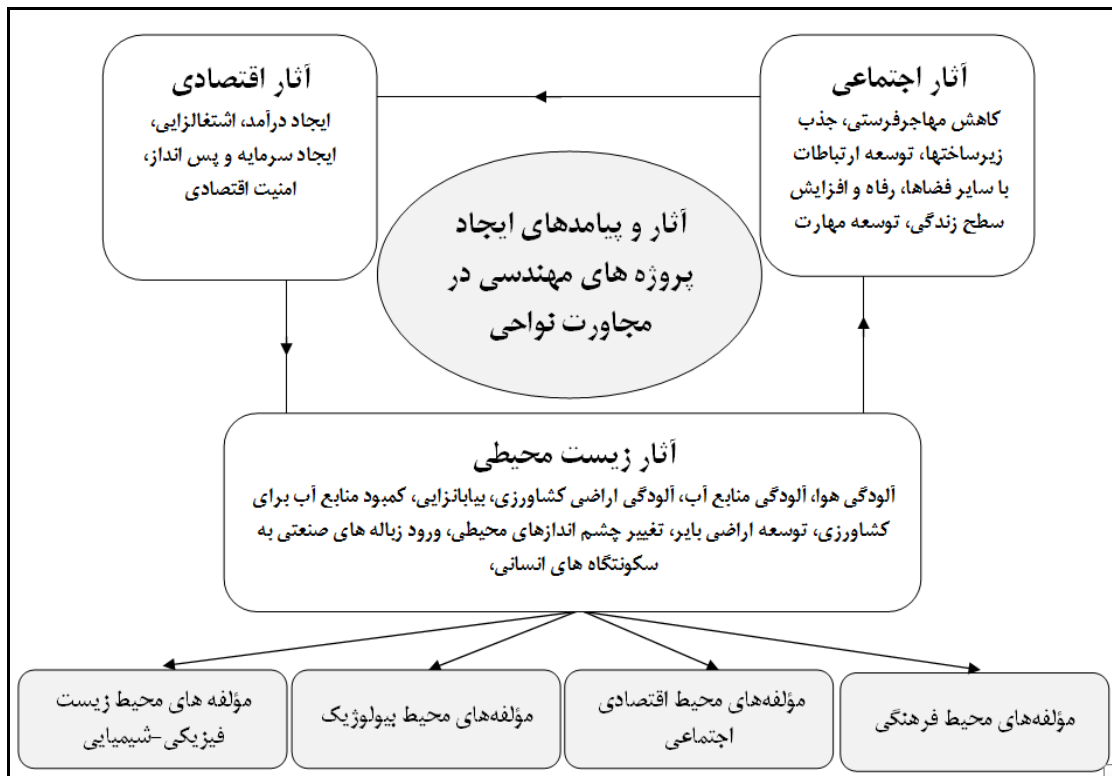 آثار اجتماعی
کاهش مهاجرفرستی، جذب
زیرساختها، توسعه ارتباطات
با سایر فضاها، رفاه و افزایش
سطح زندگی، توسعه مهارت
آثار اقتصادی
ایجاد درآمد، اشتغالزایی،
ایجاد سرمایه و پس انداز،
امنیت اقتصادی
آثار و پیامدهای ایجاد
پروژه های مهندسی در
مجاورت نواحی
آثار زیست محیطی
آلودگی هوا، آلودگی منابع آب، آلودگی اراضی کشاورزی، بیابانزایی، کمبود منابع آب برای
کشاورزی، توسعه اراضی بایر، تغییر چشم اندازهای محیطی، ورود زباله های صنعتی به
سکونتگاه های انسانی،
مؤلفه‌های محیط فرهنگی
مؤلفه‌های محیط اقتصادی
اجتماعی
مؤلفه‌های محیط بیولوژیک
مؤلفه های محیط زیست
فیزیکی-شیمیایی